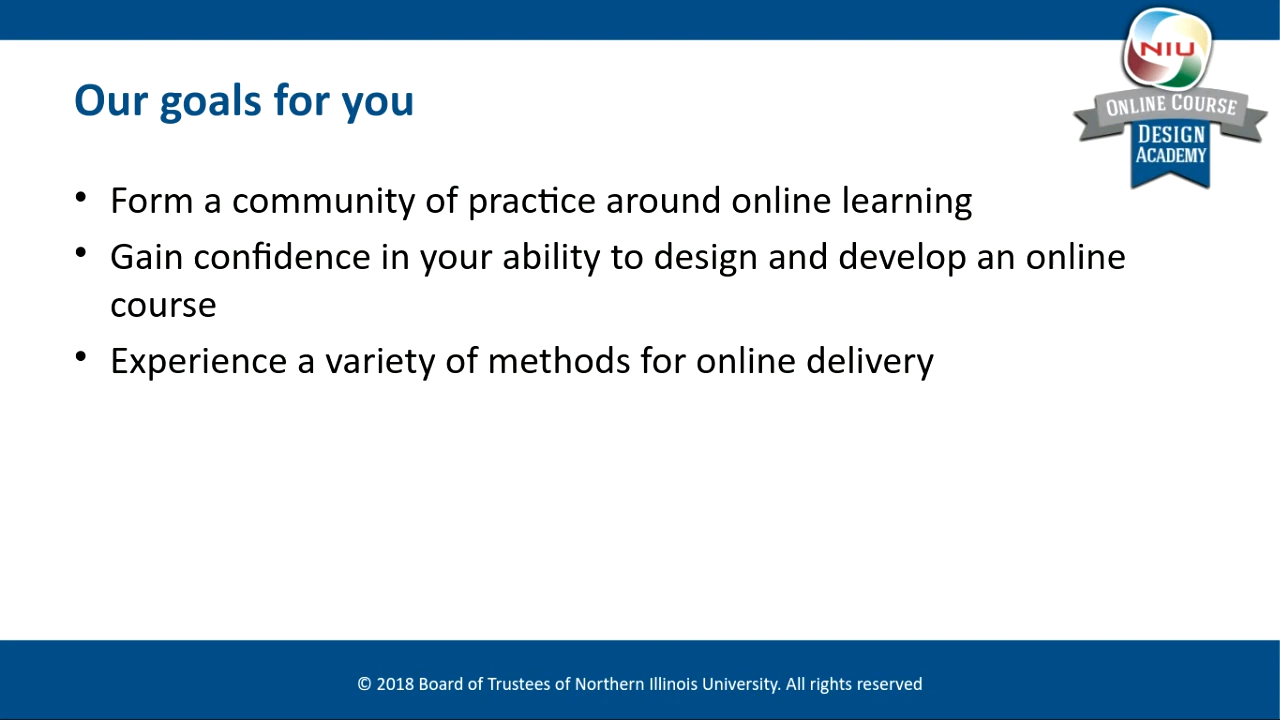 NIU
ONLINE COURSE
DESIGN
ACADEMY
Our goals for you
• Form a community of practice around online learning
• Gain confidence in your ability to design and develop an online
course
• Experience a variety of methods for online delivery
© 2018 Board of Trustees of Northern Illinois University. All rights reserved